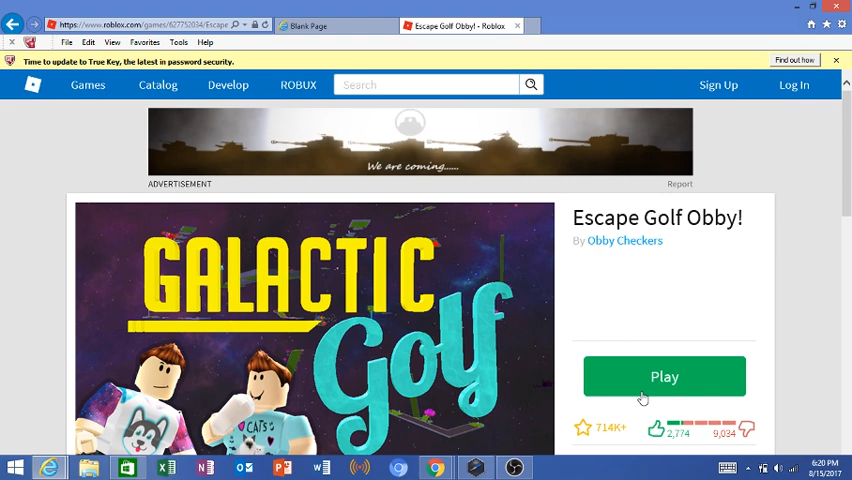 https://www.roblox.com/games/627752034/Escape
Blank Page
Escape Golf Obby! - Roblox
File Edit View Favorites Tools Help
Time to update to True Key, the latest in password security.
Find out how
Games Catalog Develop ROBUX Search Sign Up Log In
We are coming......
ADVERTISEMENT
Report
GALACTIC
Golf
CATS
Escape Golf Obby!
By Obby Checkers
Play
714K+
2,774
9,034
6:20 PM
8/15/2017